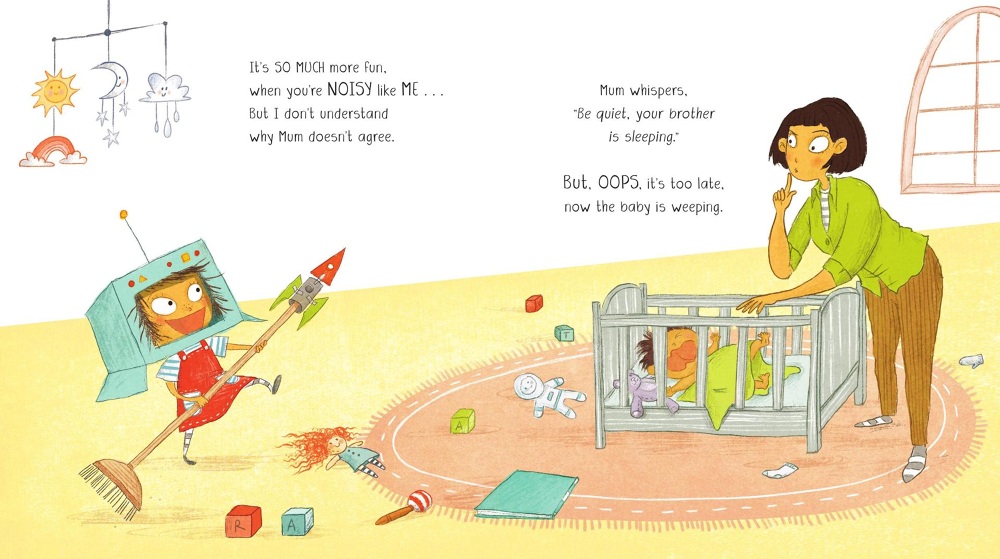 It's SO MUCH more fun,
when you're NOISY like ME . . .
But I don't understand
why Mum doesn't agree.
Mum whispers,
"Be quiet, your brother
is sleeping."
But, OOPS, it's too late,
now the baby is weeping.
T
A
R
A